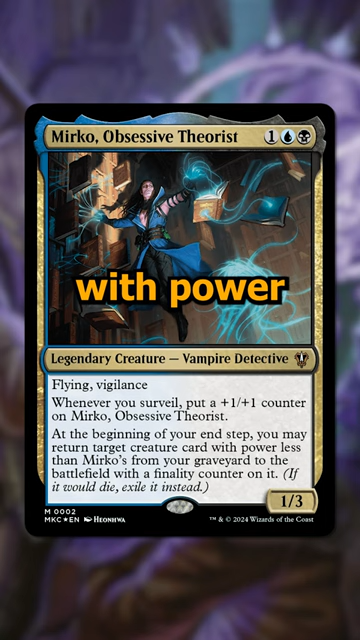 Mirko, Obsessive Theorist 1
with power
Legendary Creature — Vampire Detective
Flying, vigilance
Whenever you surveil, put a +1/+1 counter
on Mirko, Obsessive Theorist.
At the beginning of your end step, you may
return target creature card with power less
than Mirko's from your graveyard to the
battlefield with a finality counter on it. (If
it would die, exile it instead.)
1/3
M 0002
MKC ★ EN Heonhwa
™ & © 2024 Wizards of the Coast